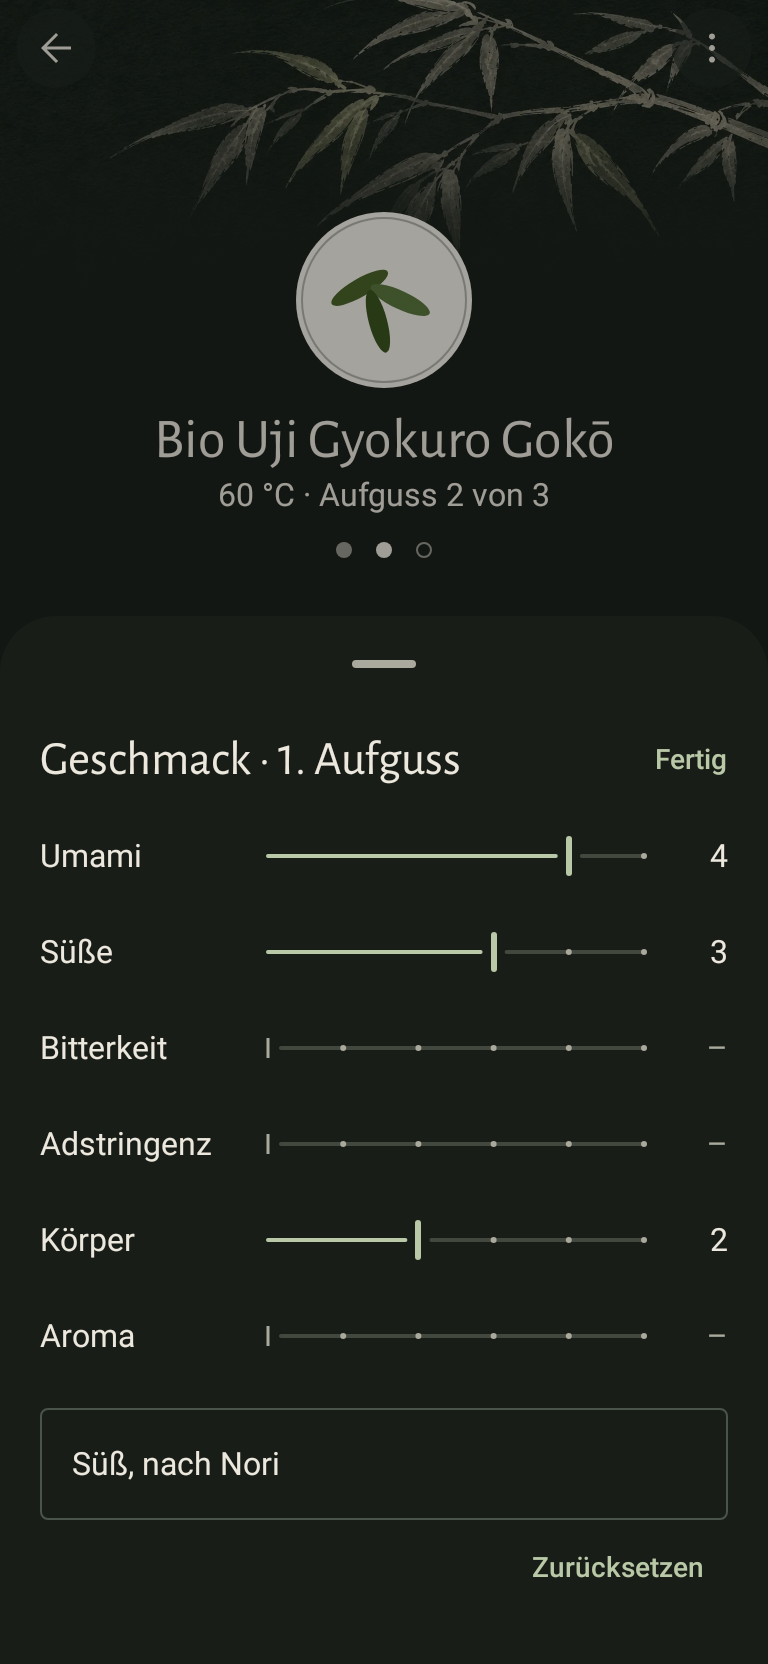 Bio Uji Gyokuro Gokō
60 °C · Aufguss 2 von 3
Geschmack · 1. Aufguss
Fertig
Umami 4
Süße 3
Bitterkeit –
Adstringenz –
Körper 2
Aroma –
Süß, nach Nori
Zurücksetzen